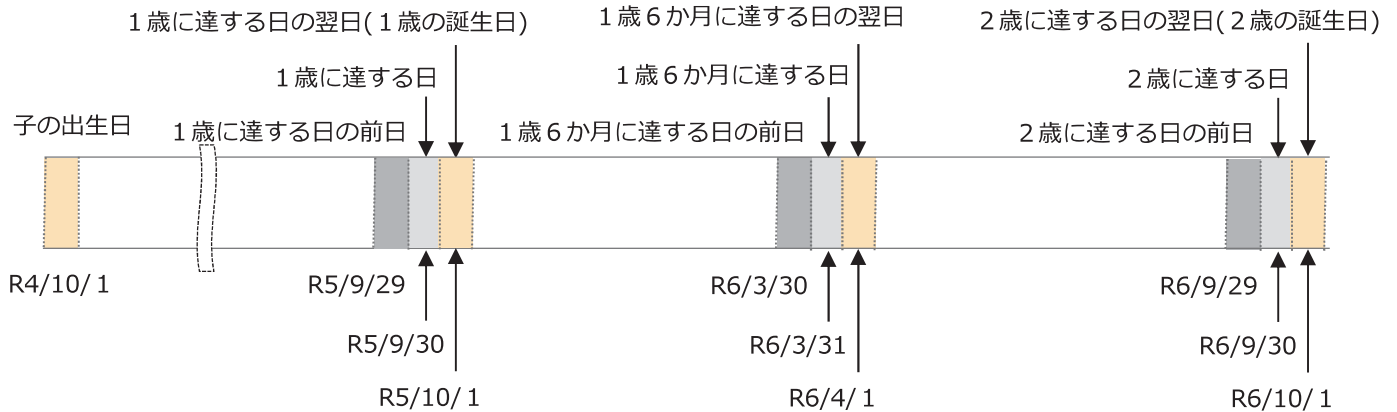 1歳に達する日の翌日(1歳の誕生日)
1歳6か月に達する日の翌日
2歳に達する日の翌日(2歳の誕生日)
1歳に達する日
1歳6か月に達する日
2歳に達する日
子の出生日
1歳に達する日の前日
1歳6か月に達する日の前日
2歳に達する日の前日
R4/10/1
R5/9/29
R6/3/30
R6/9/29
R5/9/30
R6/3/31
R6/9/30
R5/10/1
R6/4/1
R6/10/1